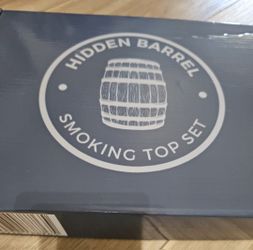 HIDDEN BARREL
SMOKING TOP SET